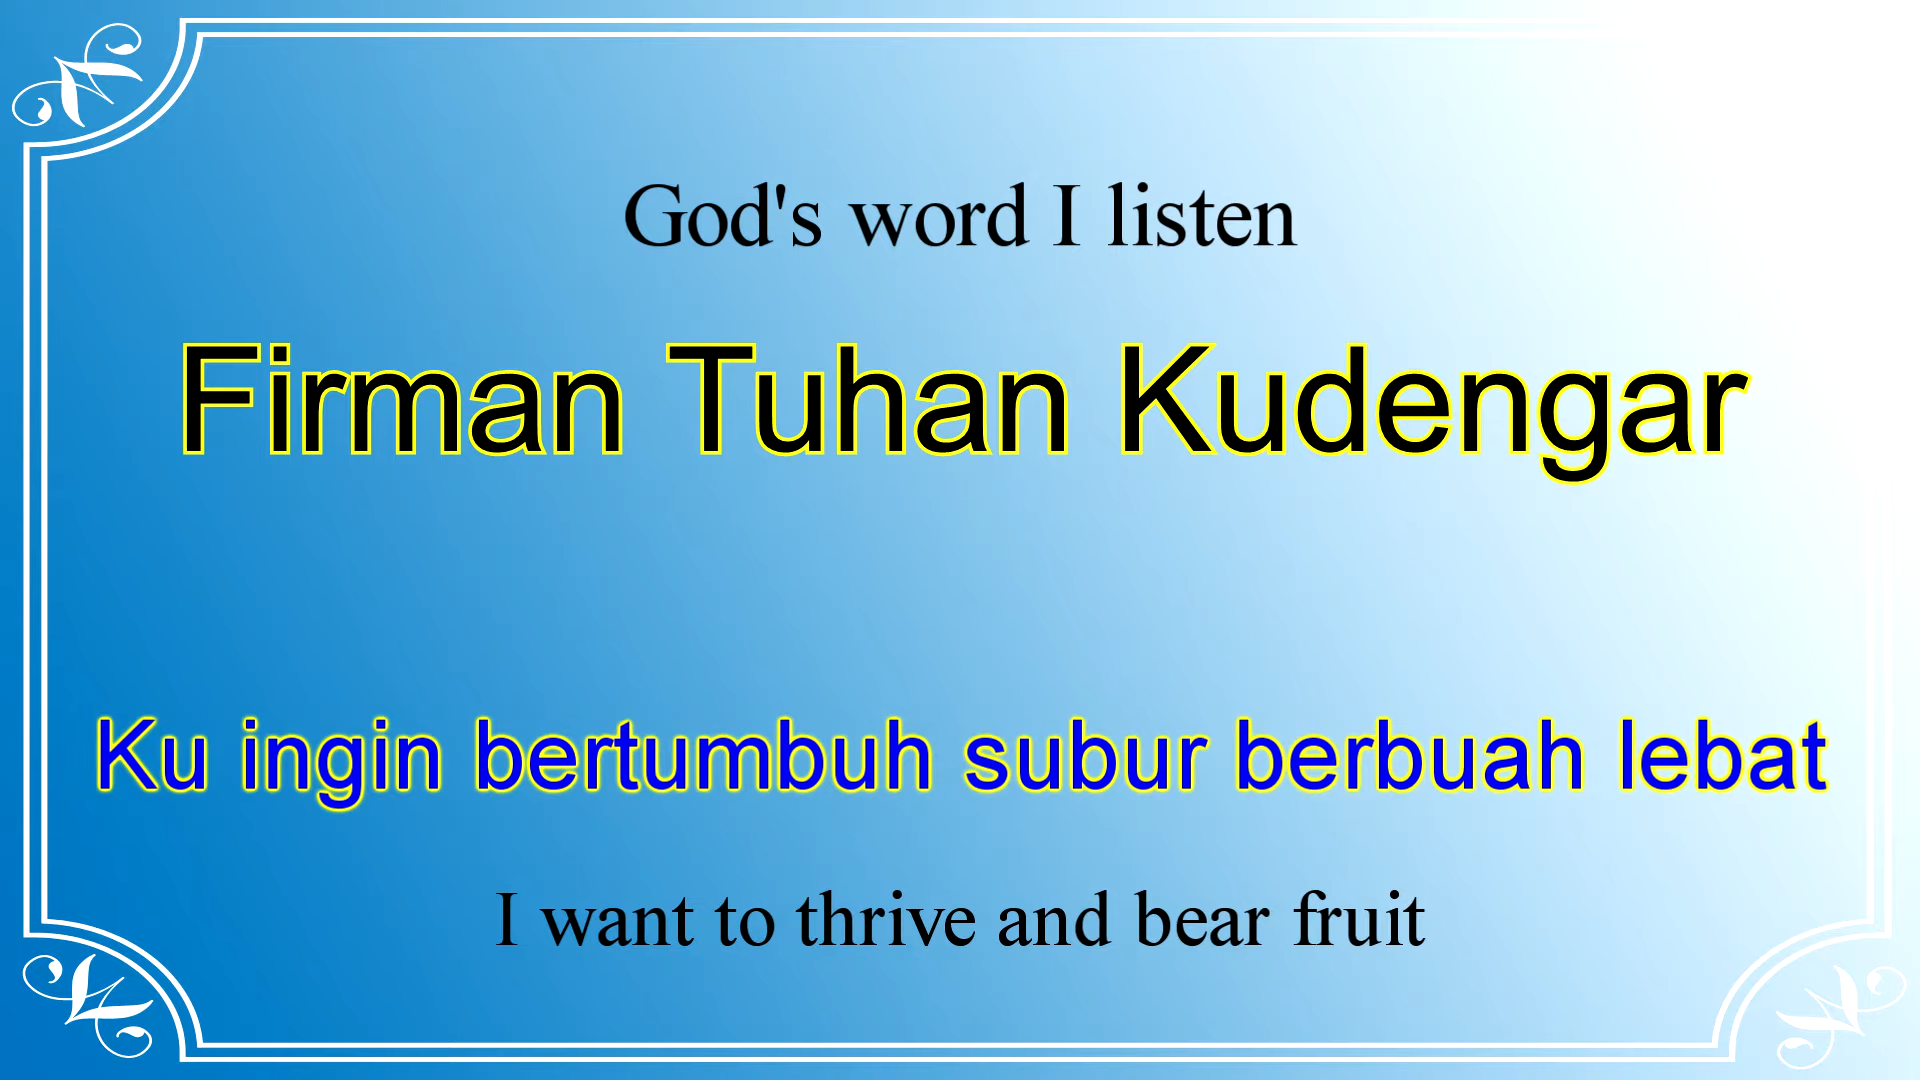 God's word I listen
Firman Tuhan Kudengar
Ku ingin bertumbuh subur berbuah lebat
I want to thrive and bear fruit